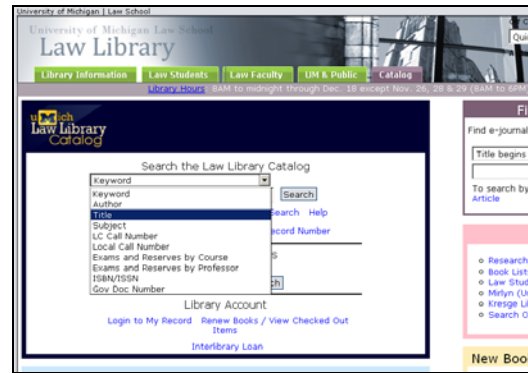 University of Michigan | Law School
University of Michigan Law School
Law Library
Library Information
Law Students
Law Faculty
UM & Public
Catalog
Library Hours: 8AM to midnight through Dec. 18 except Nov. 26, 28 & 29 (8AM to 6PM)
uMich
Law Library
Catalog
Search the Law Library Catalog
Keyword
Search
Keyword
Author
Title
Subject
LC Call Number
Local Call Number
Exams and Reserves by Course
Exams and Reserves by Professor
ISBN/ISSN
Gov Doc Number
Search Help
ecord Number
Library Account
Login to My Record Renew Books / View Checked Out
Items
Interlibrary Loan
Qui
Fi
Find e-journal
Title begins
To search by
Article
Research
Book List
Law Stud
Mirlyn (U
Kresge Li
Search O
New Boo